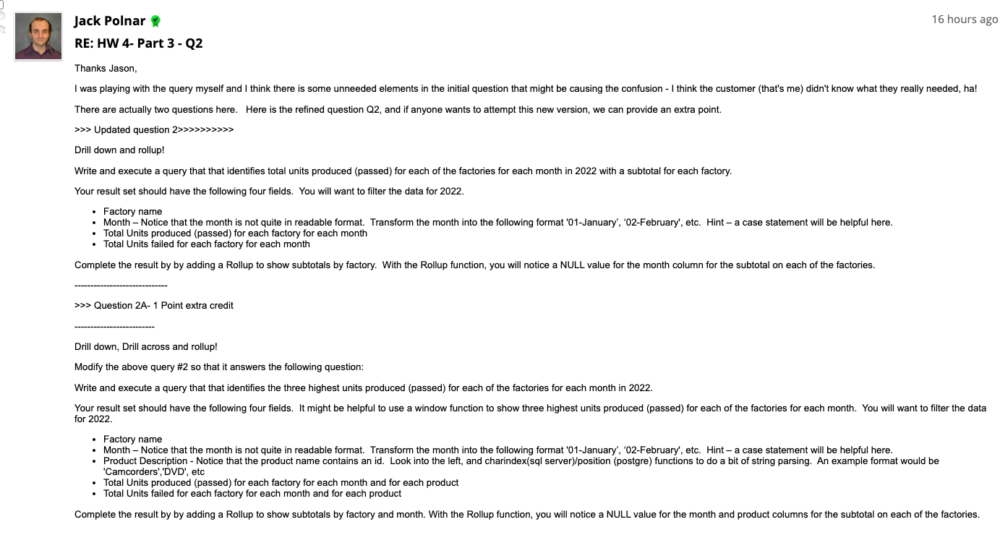 Jack Polnar
16 hours ago
RE: HW 4- Part 3 - Q2
Thanks Jason,
I was playing with the query myself and I think there is some unneeded elements in the initial question that might be causing the confusion - I think the customer (that's me) didn't know what they really needed, ha!
There are actually two questions here.   Here is the refined question Q2, and if anyone wants to attempt this new version, we can provide an extra point.
>>> Updated question 2>>>>>>>>>>
Drill down and rollup!
Write and execute a query that that identifies total units produced (passed) for each of the factories for each month in 2022 with a subtotal for each factory.
Your result set should have the following four fields.  You will want to filter the data for 2022.
• Factory name
• Month – Notice that the month is not quite in readable format.  Transform the month into the following format '01-January', '02-February', etc.  Hint – a case statement will be helpful here.
• Total Units produced (passed) for each factory for each month
• Total Units failed for each factory for each month
Complete the result by by adding a Rollup to show subtotals by factory.  With the Rollup function, you will notice a NULL value for the month column for the subtotal on each of the factories.
-----------------------------
>>> Question 2A- 1 Point extra credit
-------------------------
Drill down, Drill across and rollup!
Modify the above query #2 so that it answers the following question:
Write and execute a query that that identifies the three highest units produced (passed) for each of the factories for each month in 2022.
Your result set should have the following four fields.  It might be helpful to use a window function to show three highest units produced (passed) for each of the factories for each month.  You will want to filter the data
for 2022.
• Factory name
• Month – Notice that the month is not quite in readable format.  Transform the month into the following format '01-January', '02-February', etc.  Hint – a case statement will be helpful here.
• Product Description - Notice that the product name contains an id.  Look into the left, and charindex(sql server)/position (postgre) functions to do a bit of string parsing.  An example format would be
'Camcorders','DVD', etc
• Total Units produced (passed) for each factory for each month and for each product
• Total Units failed for each factory for each month and for each product
Complete the result by by adding a Rollup to show subtotals by factory and month. With the Rollup function, you will notice a NULL value for the month and product columns for the subtotal on each of the factories.